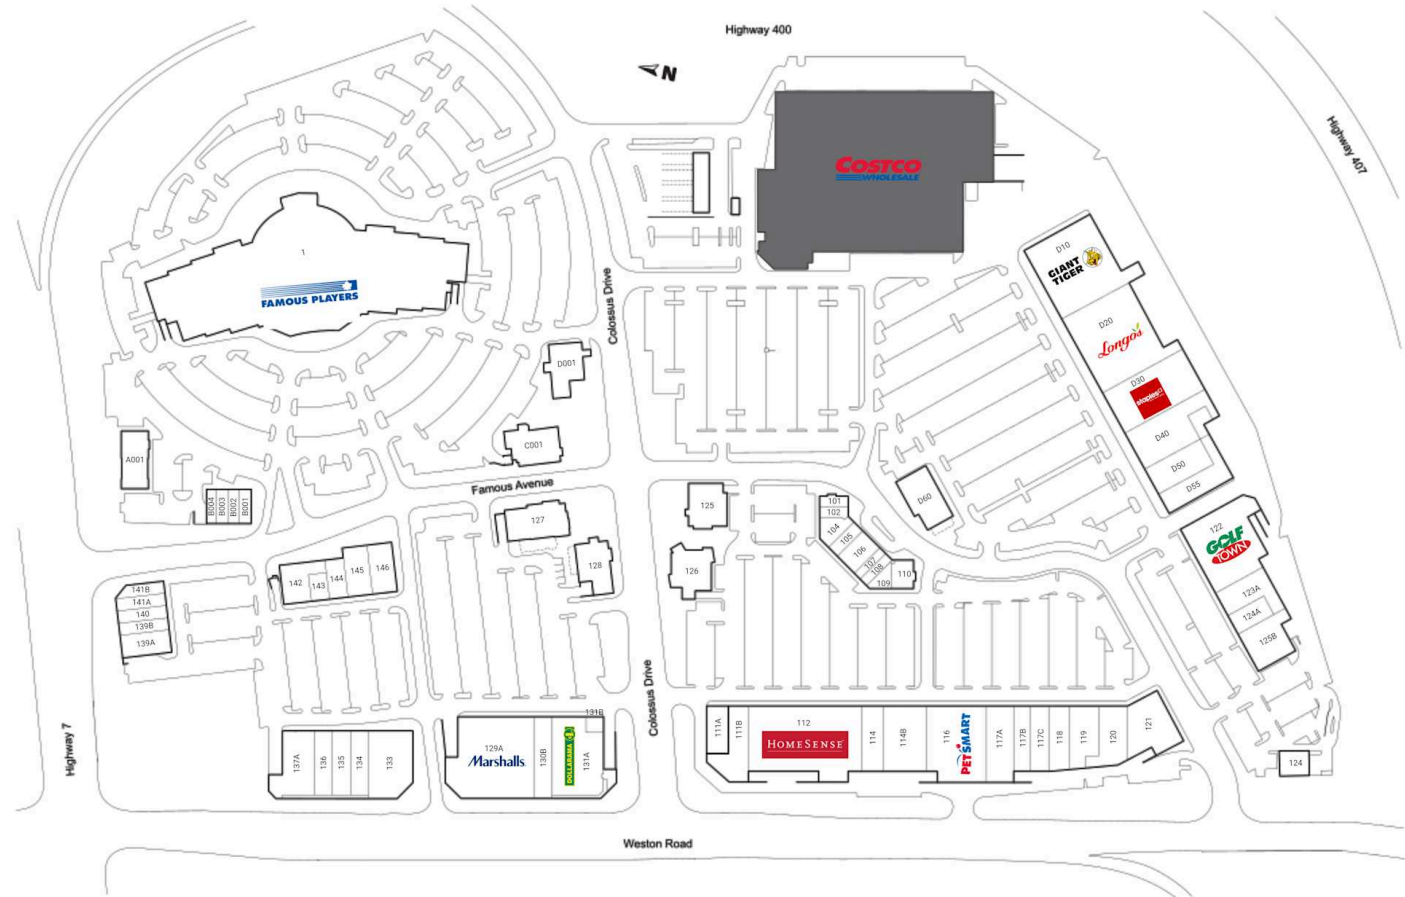 Highway 400
N
Highway 407
COSTCO
WHOLESALE
1
FAMOUS PLAYERS
Colossus Drive
D10
GIANT
TIGER
D20
Longo's
D30
staples
D40
D50
D55
D60
D001
C001
A001
B004
B003
B002
B001
Famous Avenue
127
128
125
126
101
102
104
105
106
107
108
109
110
122
GOLF
TOWN
123A
124A
125B
142
143
144
145
146
141B
141A
140
139B
139A
Highway 7
Colossus Drive
137A
136
135
134
133
129A
Marshalls
130B
DOLLARAMA
131B
131A
111A
111B
112
HOMESENSE
114
114B
116
PETSMART
117A
117B
117C
118
119
120
121
124
Weston Road